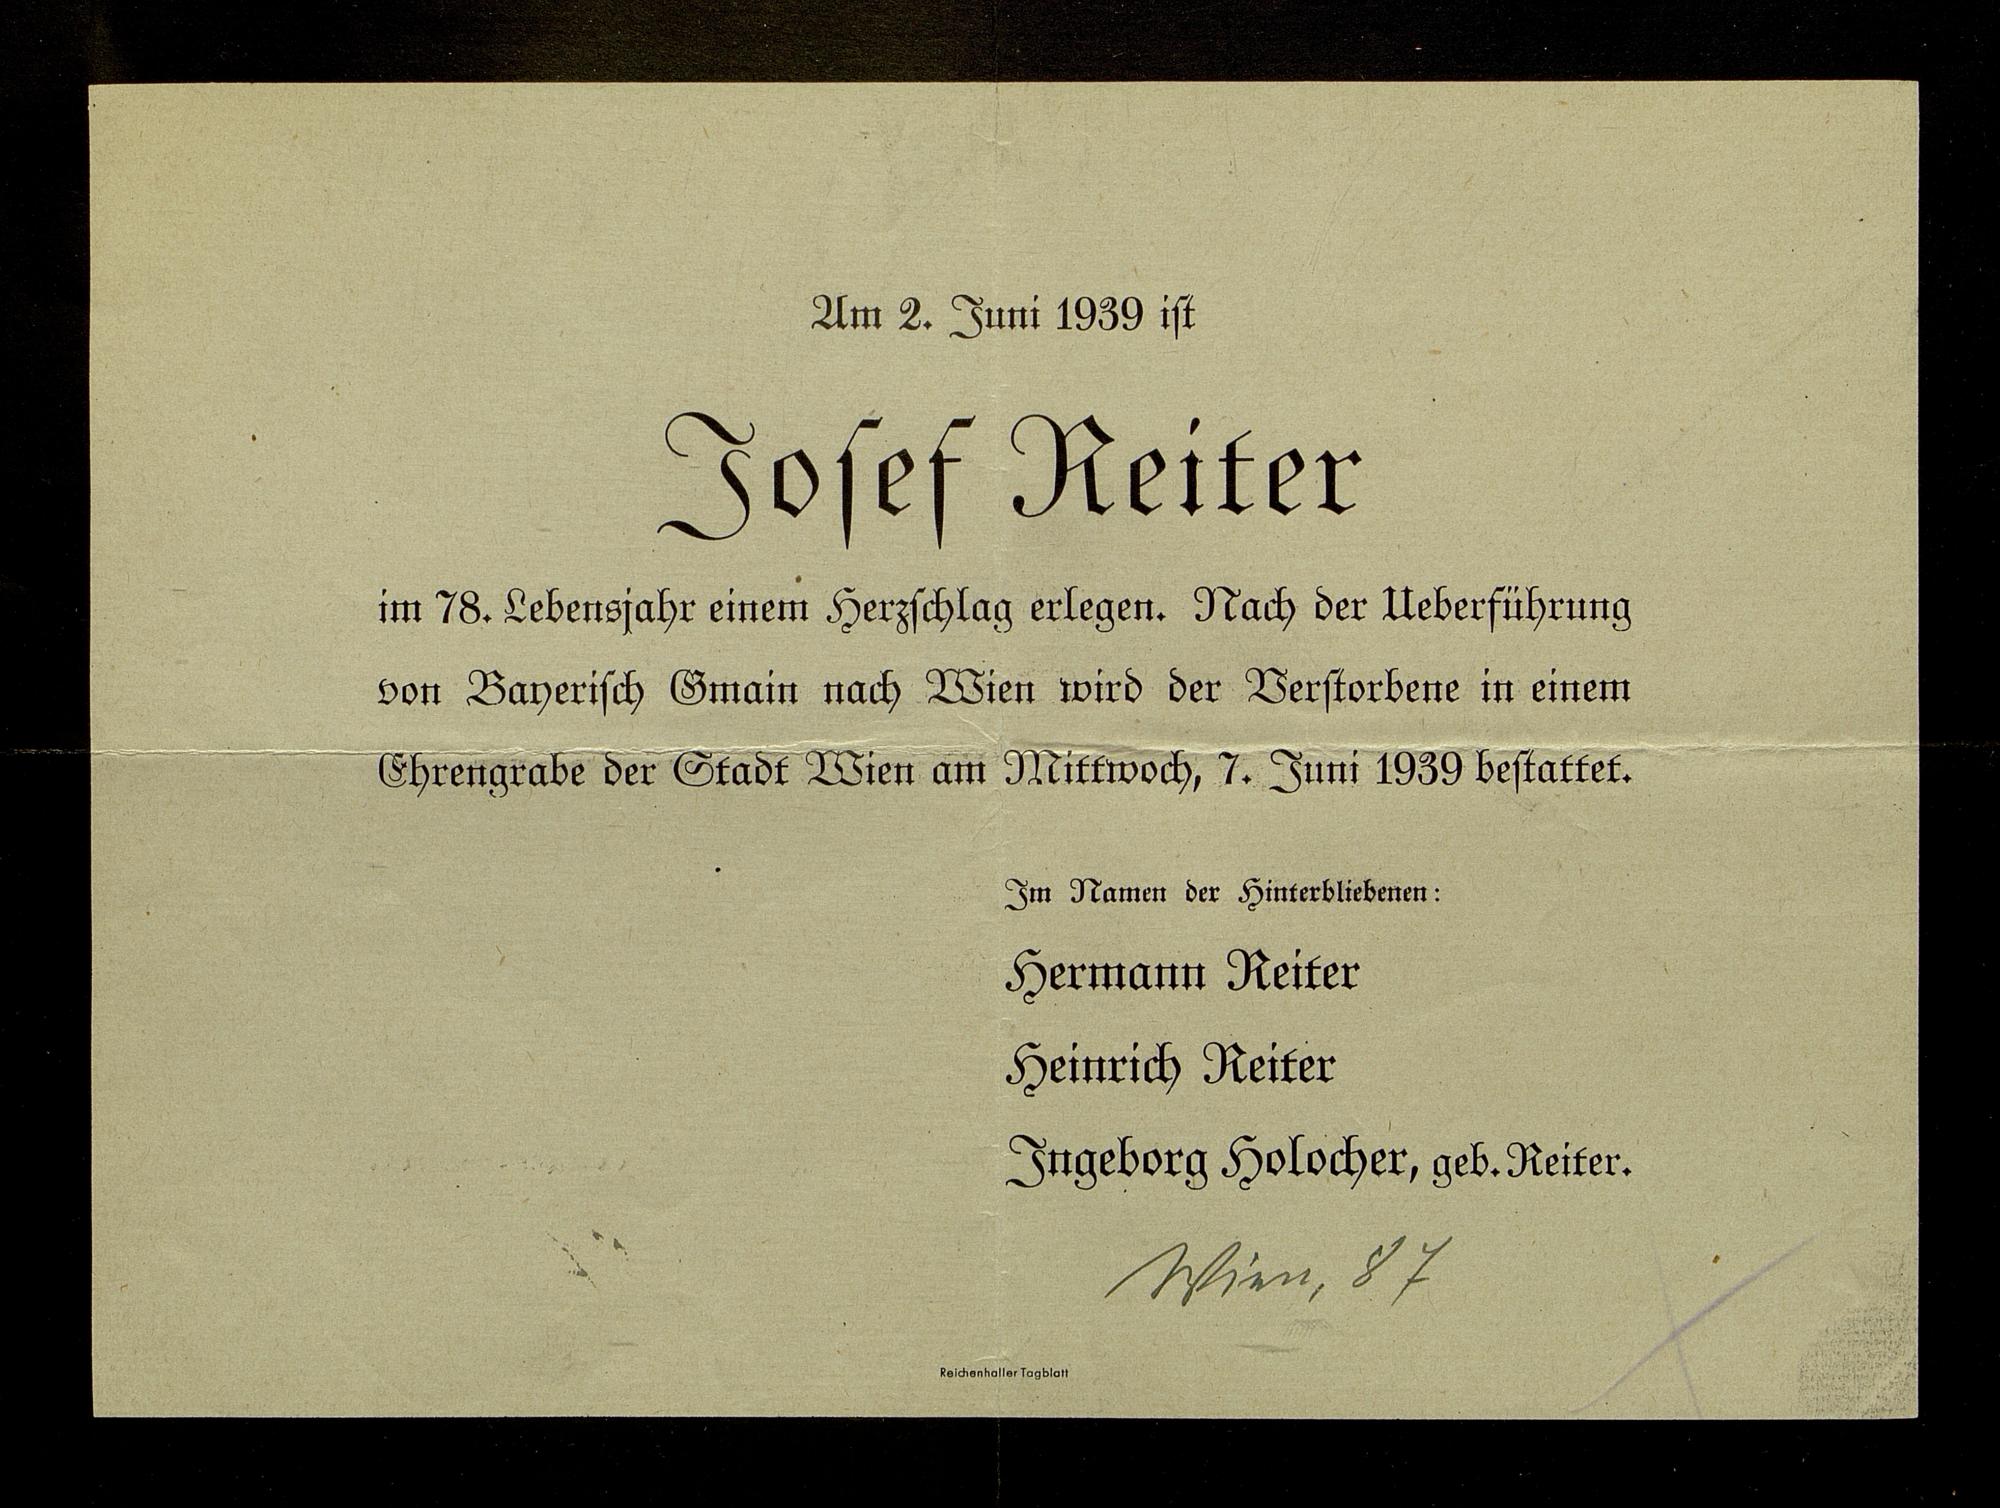 Am 2. Juni 1939 ist
Josef Reiter
im 78. Lebensjahr einem Herzschlag erlegen. Nach der Ueberführung
von Bayerisch Gmain nach Wien wird der Verstorbene in einem
Ehrengrabe der Stadt Wien am Mittwoch, 7. Juni 1939 bestattet.
Im Namen der Hinterbliebenen:
Hermann Reiter
Heinrich Reiter
Ingeborg Holocher, geb. Reiter.
Wien, 87
Reichenhaller Tagblatt